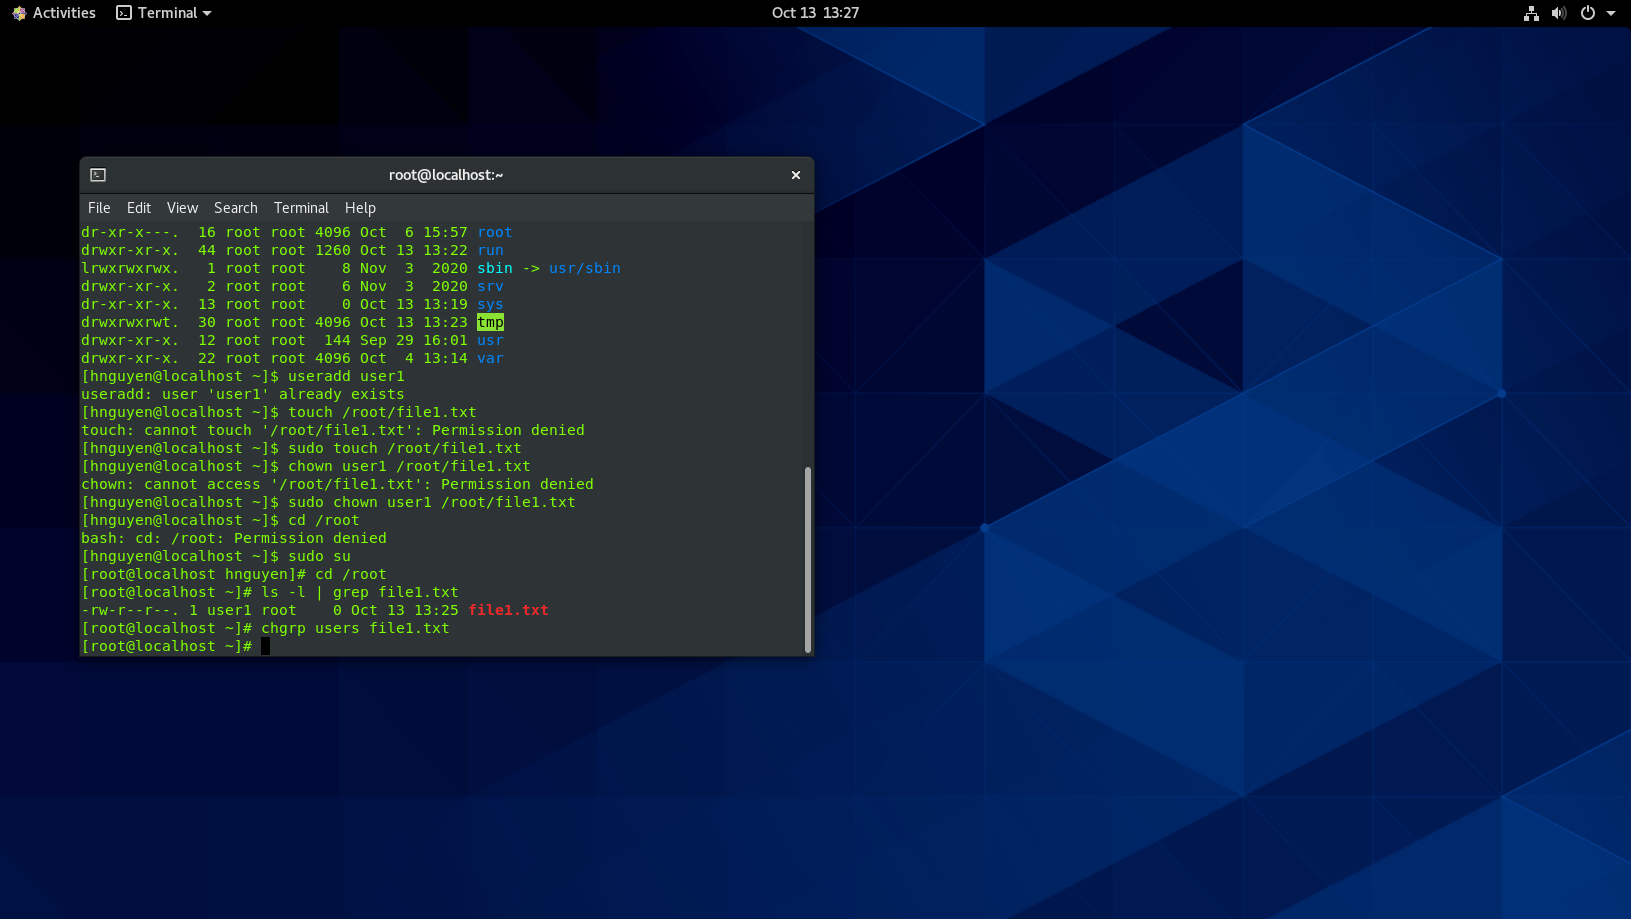 Activities Terminal Oct 13 13:27
root@localhost:~
File Edit View Search Terminal Help
dr-xr-x---.  16 root root 4096 Oct  6 15:57 root
drwxr-xr-x.  44 root root 1260 Oct 13 13:22 run
lrwxrwxrwx.   1 root root    8 Nov  3  2020 sbin -> usr/sbin
drwxr-xr-x.   2 root root    6 Nov  3  2020 srv
dr-xr-xr-x.  13 root root    0 Oct 13 13:19 sys
drwxrwxrwt.  30 root root 4096 Oct 13 13:23 tmp
drwxr-xr-x.  12 root root  144 Sep 29 16:01 usr
drwxr-xr-x.  22 root root 4096 Oct  4 13:14 var
[hnguyen@localhost ~]$ useradd user1
useradd: user 'user1' already exists
[hnguyen@localhost ~]$ touch /root/file1.txt
touch: cannot touch '/root/file1.txt': Permission denied
[hnguyen@localhost ~]$ sudo touch /root/file1.txt
[hnguyen@localhost ~]$ chown user1 /root/file1.txt
chown: cannot access '/root/file1.txt': Permission denied
[hnguyen@localhost ~]$ sudo chown user1 /root/file1.txt
[hnguyen@localhost ~]$ cd /root
bash: cd: /root: Permission denied
[hnguyen@localhost ~]$ sudo su
[root@localhost hnguyen]# cd /root
[root@localhost ~]# ls -l | grep file1.txt
-rw-r--r--. 1 user1 root    0 Oct 13 13:25 file1.txt
[root@localhost ~]# chgrp users file1.txt
[root@localhost ~]#